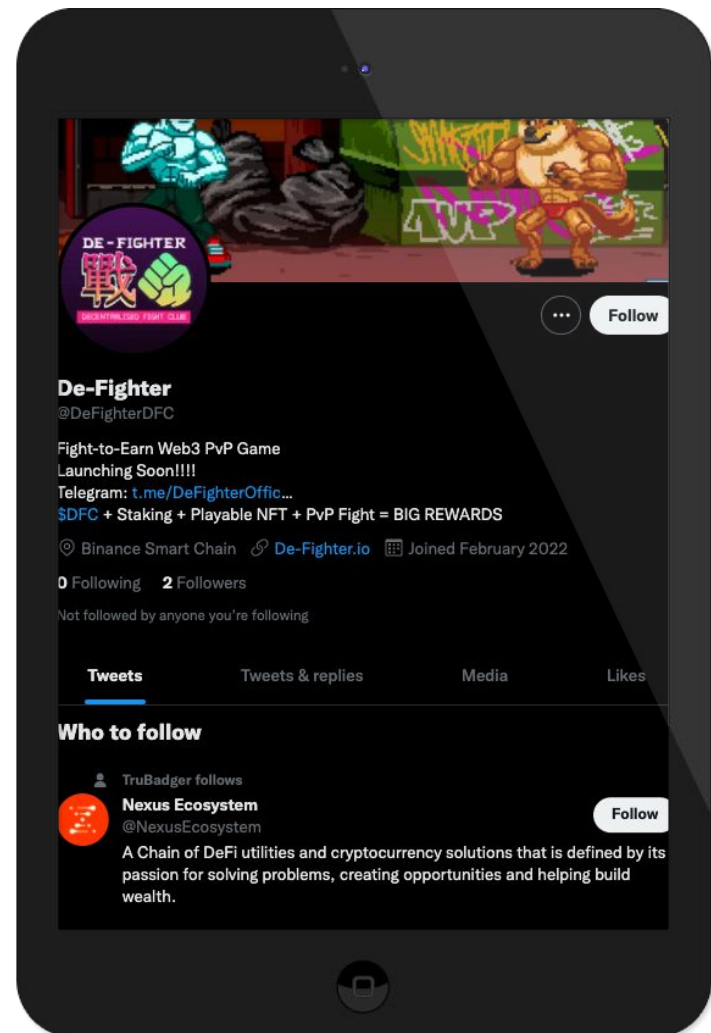 DE-FIGHTER
戰
DECENTRALISED FIGHT CLUB
Follow
De-Fighter
@DeFighterDFC
Fight-to-Earn Web3 PvP Game
Launching Soon!!!!
Telegram: t.me/DeFighterOffic...
$DFC + Staking + Playable NFT + PvP Fight = BIG REWARDS
Binance Smart Chain De-Fighter.io Joined February 2022
0 Following 2 Followers
Not followed by anyone you're following
Tweets Tweets & replies Media Likes
Who to follow
TruBadger follows
Nexus Ecosystem
Follow
@NexusEcosystem
A Chain of DeFi utilities and cryptocurrency solutions that is defined by its
passion for solving problems, creating opportunities and helping build
wealth.